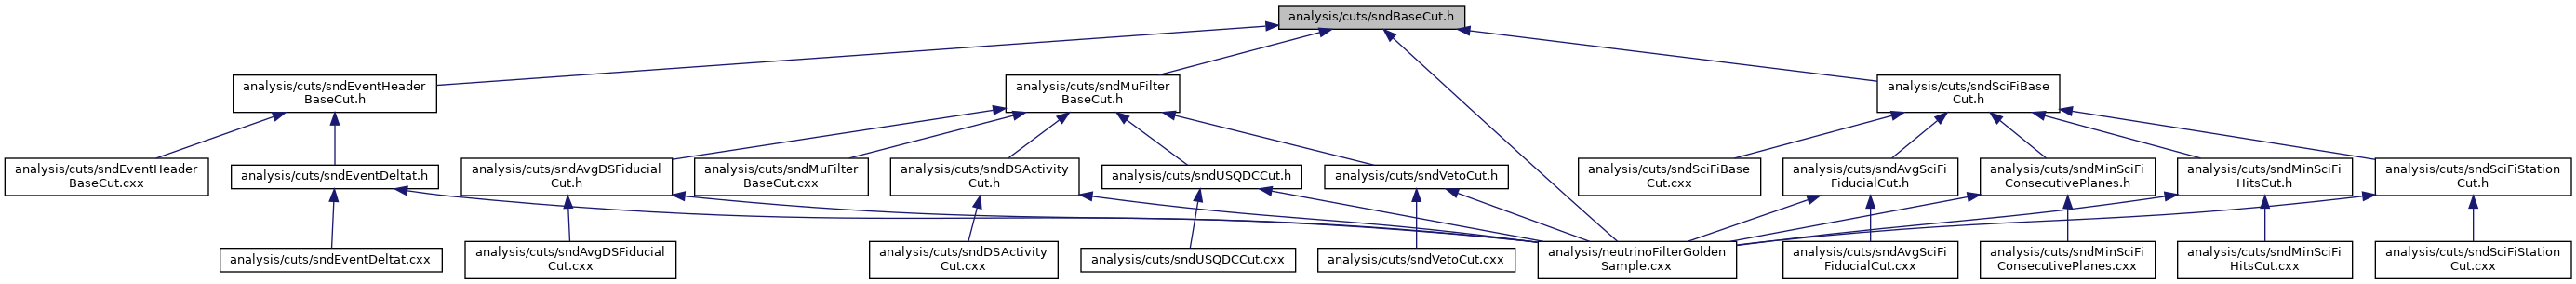 analysis/cuts/sndBaseCut.h
analysis/cuts/sndEventHeader
BaseCut.h
analysis/cuts/sndMuFilter
BaseCut.h
analysis/cuts/sndSciFiBase
Cut.h
analysis/cuts/sndEventHeader
BaseCut.cxx
analysis/cuts/sndEventDeltat.h
analysis/cuts/sndAvgDSFiducial
Cut.h
analysis/cuts/sndMuFilter
BaseCut.cxx
analysis/cuts/sndDSActivity
Cut.h
analysis/cuts/sndUSQDCCut.h
analysis/cuts/sndVetoCut.h
analysis/cuts/sndSciFiBase
Cut.cxx
analysis/cuts/sndAvgSciFi
FiducialCut.h
analysis/cuts/sndMinSciFi
ConsecutivePlanes.h
analysis/cuts/sndMinSciFi
HitsCut.h
analysis/cuts/sndSciFiStation
Cut.h
analysis/cuts/sndEventDeltat.cxx
analysis/cuts/sndAvgDSFiducial
Cut.cxx
analysis/cuts/sndDSActivity
Cut.cxx
analysis/cuts/sndUSQDCCut.cxx
analysis/cuts/sndVetoCut.cxx
analysis/neutrinoFilterGolden
Sample.cxx
analysis/cuts/sndAvgSciFi
FiducialCut.cxx
analysis/cuts/sndMinSciFi
ConsecutivePlanes.cxx
analysis/cuts/sndMinSciFi
HitsCut.cxx
analysis/cuts/sndSciFiStation
Cut.cxx